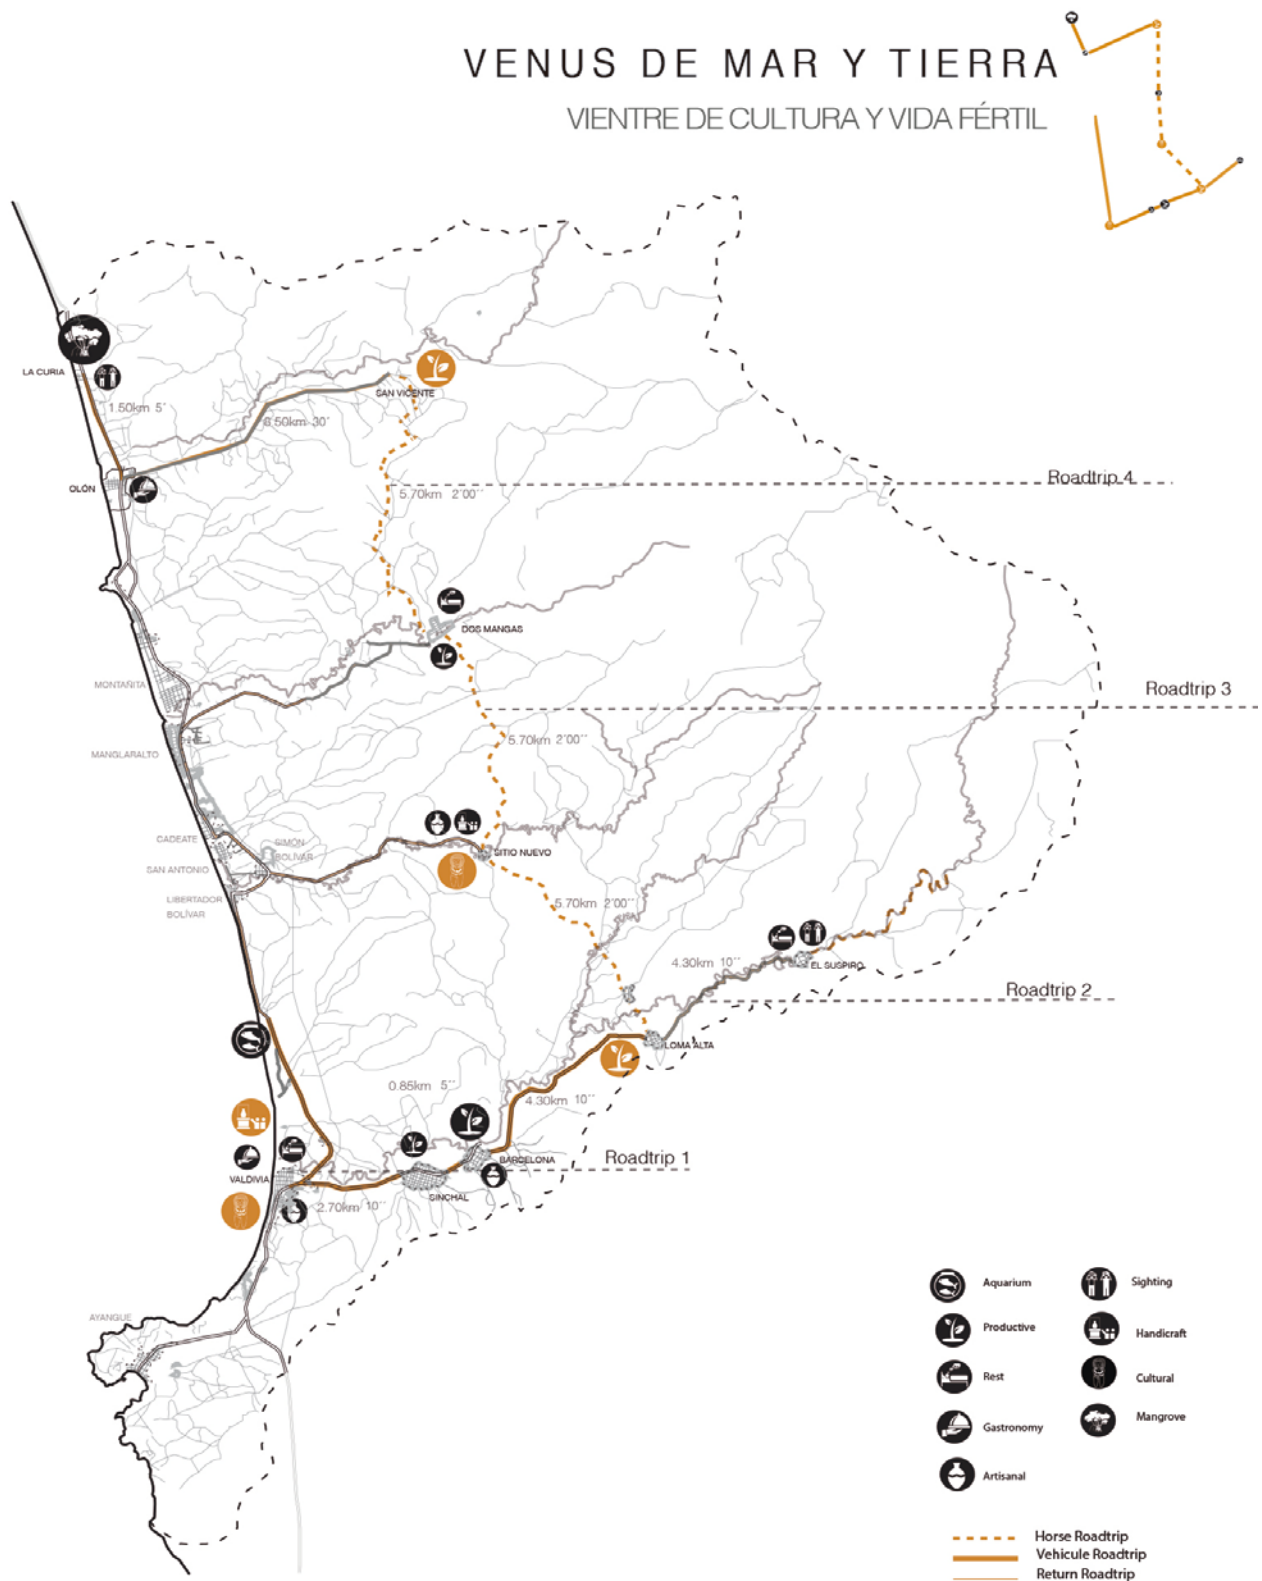 VENUS DE MAR Y TIERRA
VIENTRE DE CULTURA Y VIDA FÉRTIL
LA CURIA
SAN VICENTE
1.50km 5'
8.50km 30'
Roadtrip 4
OLÓN
5.70km 2'00''
DOS MANGAS
MONTAÑITA
Roadtrip 3
5.70km 2'00''
MANGLARALTO
CADEATE
SIMÓN
BOLÍVAR
SITIO NUEVO
SAN ANTONIO
LIBERTADOR
BOLÍVAR
5.70km 2'00''
4.30km 10''
EL SUSPIRO
Roadtrip 2
LOMA ALTA
0.85km 5''
4.30km 10''
BARCELONA
Roadtrip 1
VALDIVIA
SINCHAL
2.70km 10''
AYANGUE
Aquarium
Sighting
Productive
Handicraft
Rest
Cultural
Gastronomy
Mangrove
Artisanal
Horse Roadtrip
Vehicule Roadtrip
Return Roadtrip